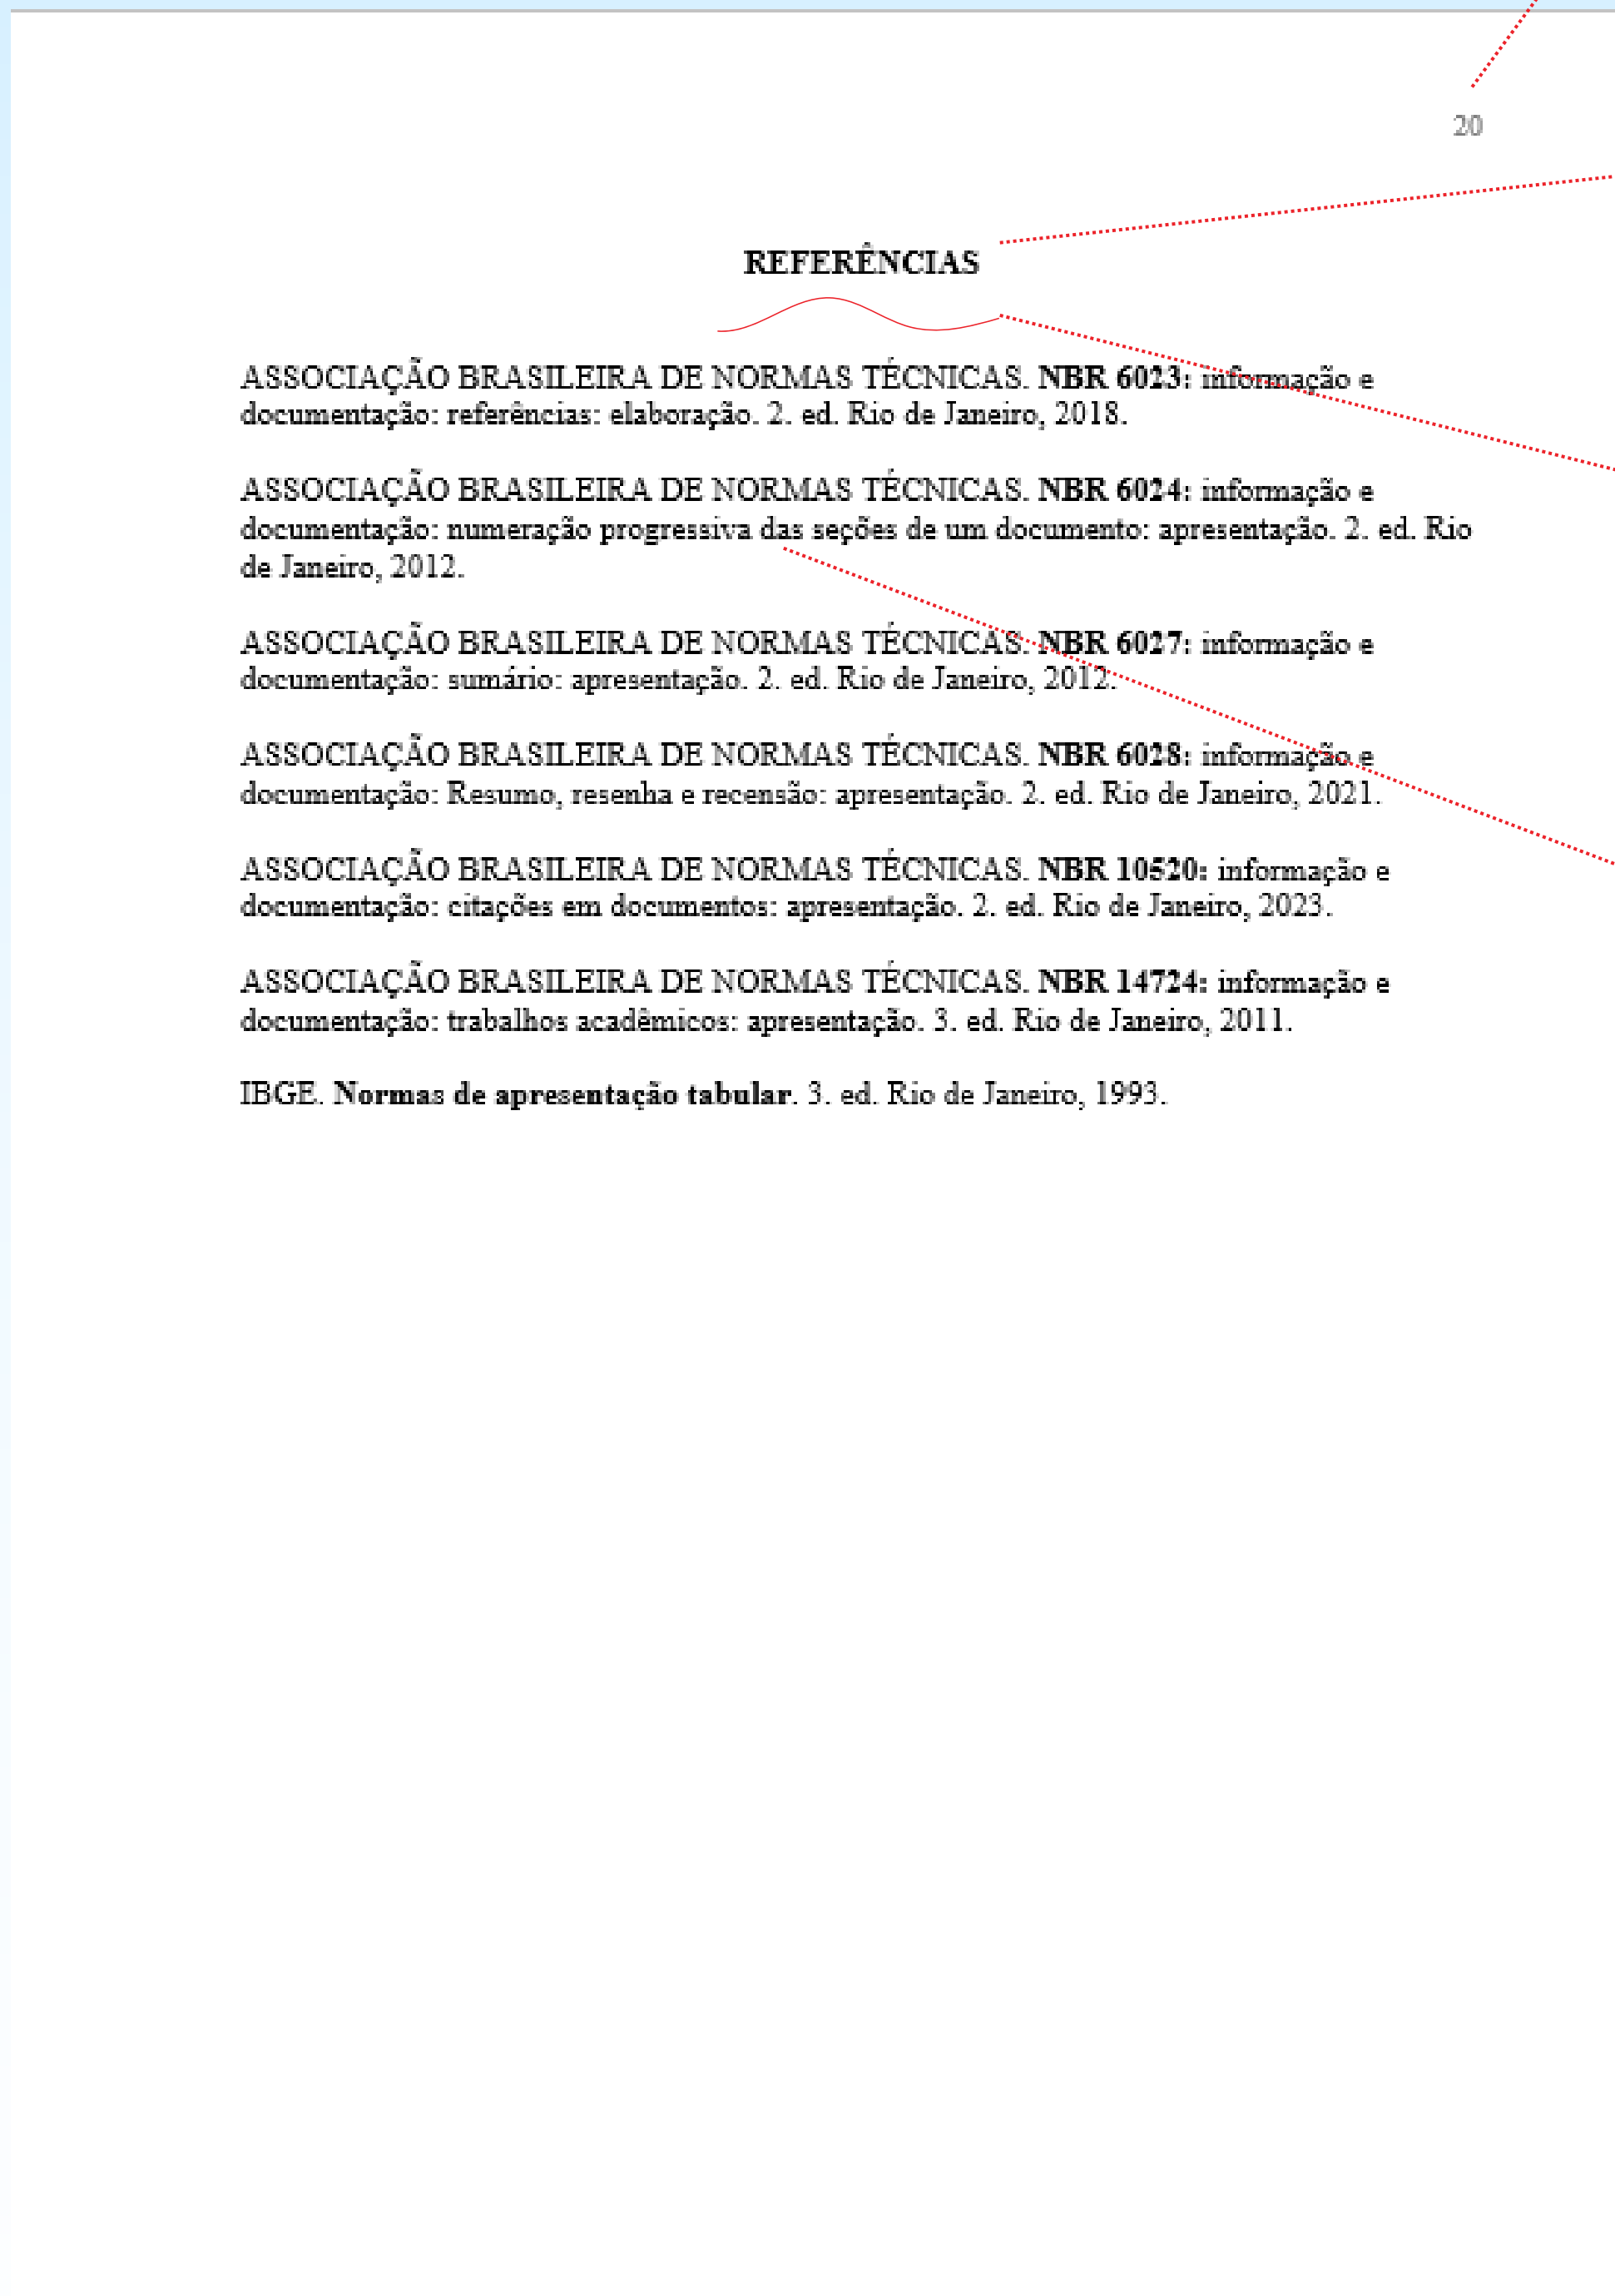 20
REFERÊNCIAS
ASSOCIAÇÃO BRASILEIRA DE NORMAS TÉCNICAS. NBR 6023: informação e
documentação: referências: elaboração. 2. ed. Rio de Janeiro, 2018.
ASSOCIAÇÃO BRASILEIRA DE NORMAS TÉCNICAS. NBR 6024: informação e
documentação: numeração progressiva das seções de um documento: apresentação. 2. ed. Rio
de Janeiro, 2012.
ASSOCIAÇÃO BRASILEIRA DE NORMAS TÉCNICAS. NBR 6027: informação e
documentação: sumário: apresentação. 2. ed. Rio de Janeiro, 2012.
ASSOCIAÇÃO BRASILEIRA DE NORMAS TÉCNICAS. NBR 6028: informação e
documentação: Resumo, resenha e recensão: apresentação. 2. ed. Rio de Janeiro, 2021.
ASSOCIAÇÃO BRASILEIRA DE NORMAS TÉCNICAS. NBR 10520: informação e
documentação: citações em documentos: apresentação. 2. ed. Rio de Janeiro, 2023.
ASSOCIAÇÃO BRASILEIRA DE NORMAS TÉCNICAS. NBR 14724: informação e
documentação: trabalhos acadêmicos: apresentação. 3. ed. Rio de Janeiro, 2011.
IBGE. Normas de apresentação tabular. 3. ed. Rio de Janeiro, 1993.